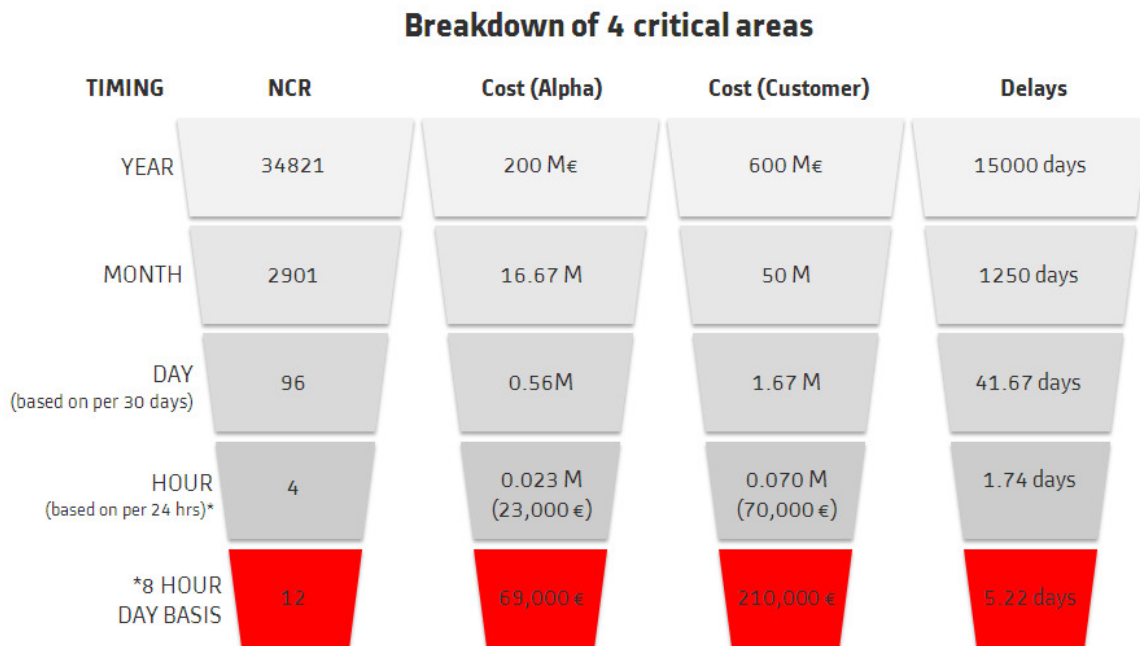 Breakdown of 4 critical areas
TIMING NCR Cost (Alpha) Cost (Customer) Delays
YEAR 34821 200 M€ 600 M€ 15000 days
MONTH 2901 16.67 M 50 M 1250 days
DAY
(based on per 30 days) 96 0.56M 1.67 M 41.67 days
HOUR
(based on per 24 hrs)* 4 0.023 M
(23,000 €) 0.070 M
(70,000 €) 1.74 days
*8 HOUR
DAY BASIS 12 69,000 € 210,000 € 5.22 days